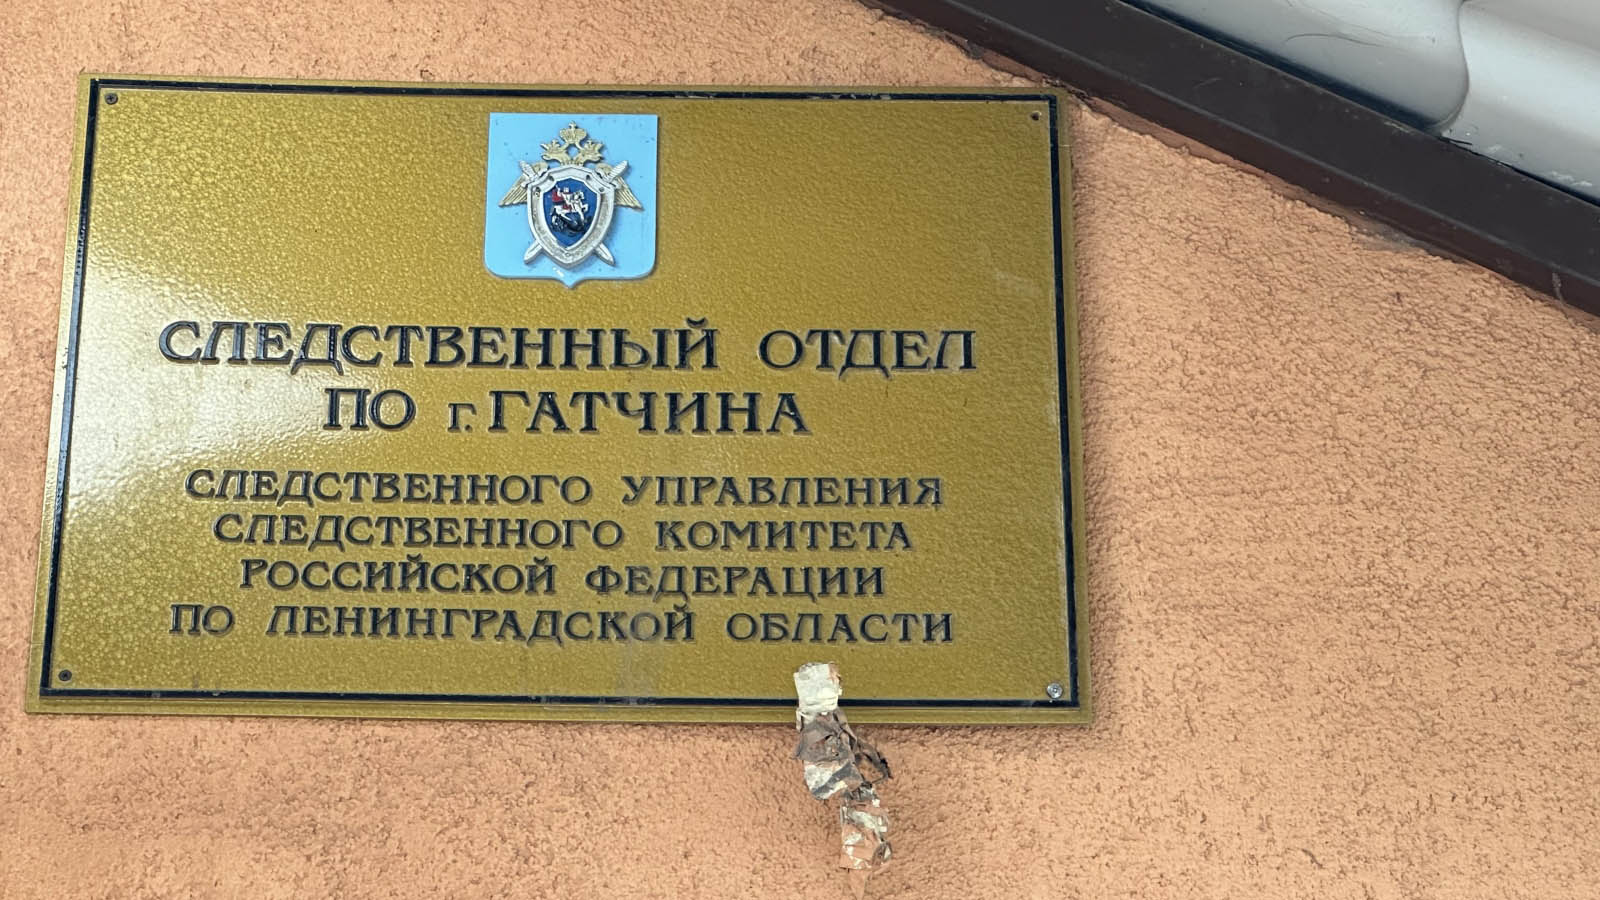 СЛЕДСТВЕННЫЙ ОТДЕЛ
ПО г. ГАТЧИНА
СЛЕДСТВЕННОГО УПРАВЛЕНИЯ
СЛЕДСТВЕННОГО КОМИТЕТА
РОССИЙСКОЙ ФЕДЕРАЦИИ
ПО ЛЕНИНГРАДСКОЙ ОБЛАСТИ